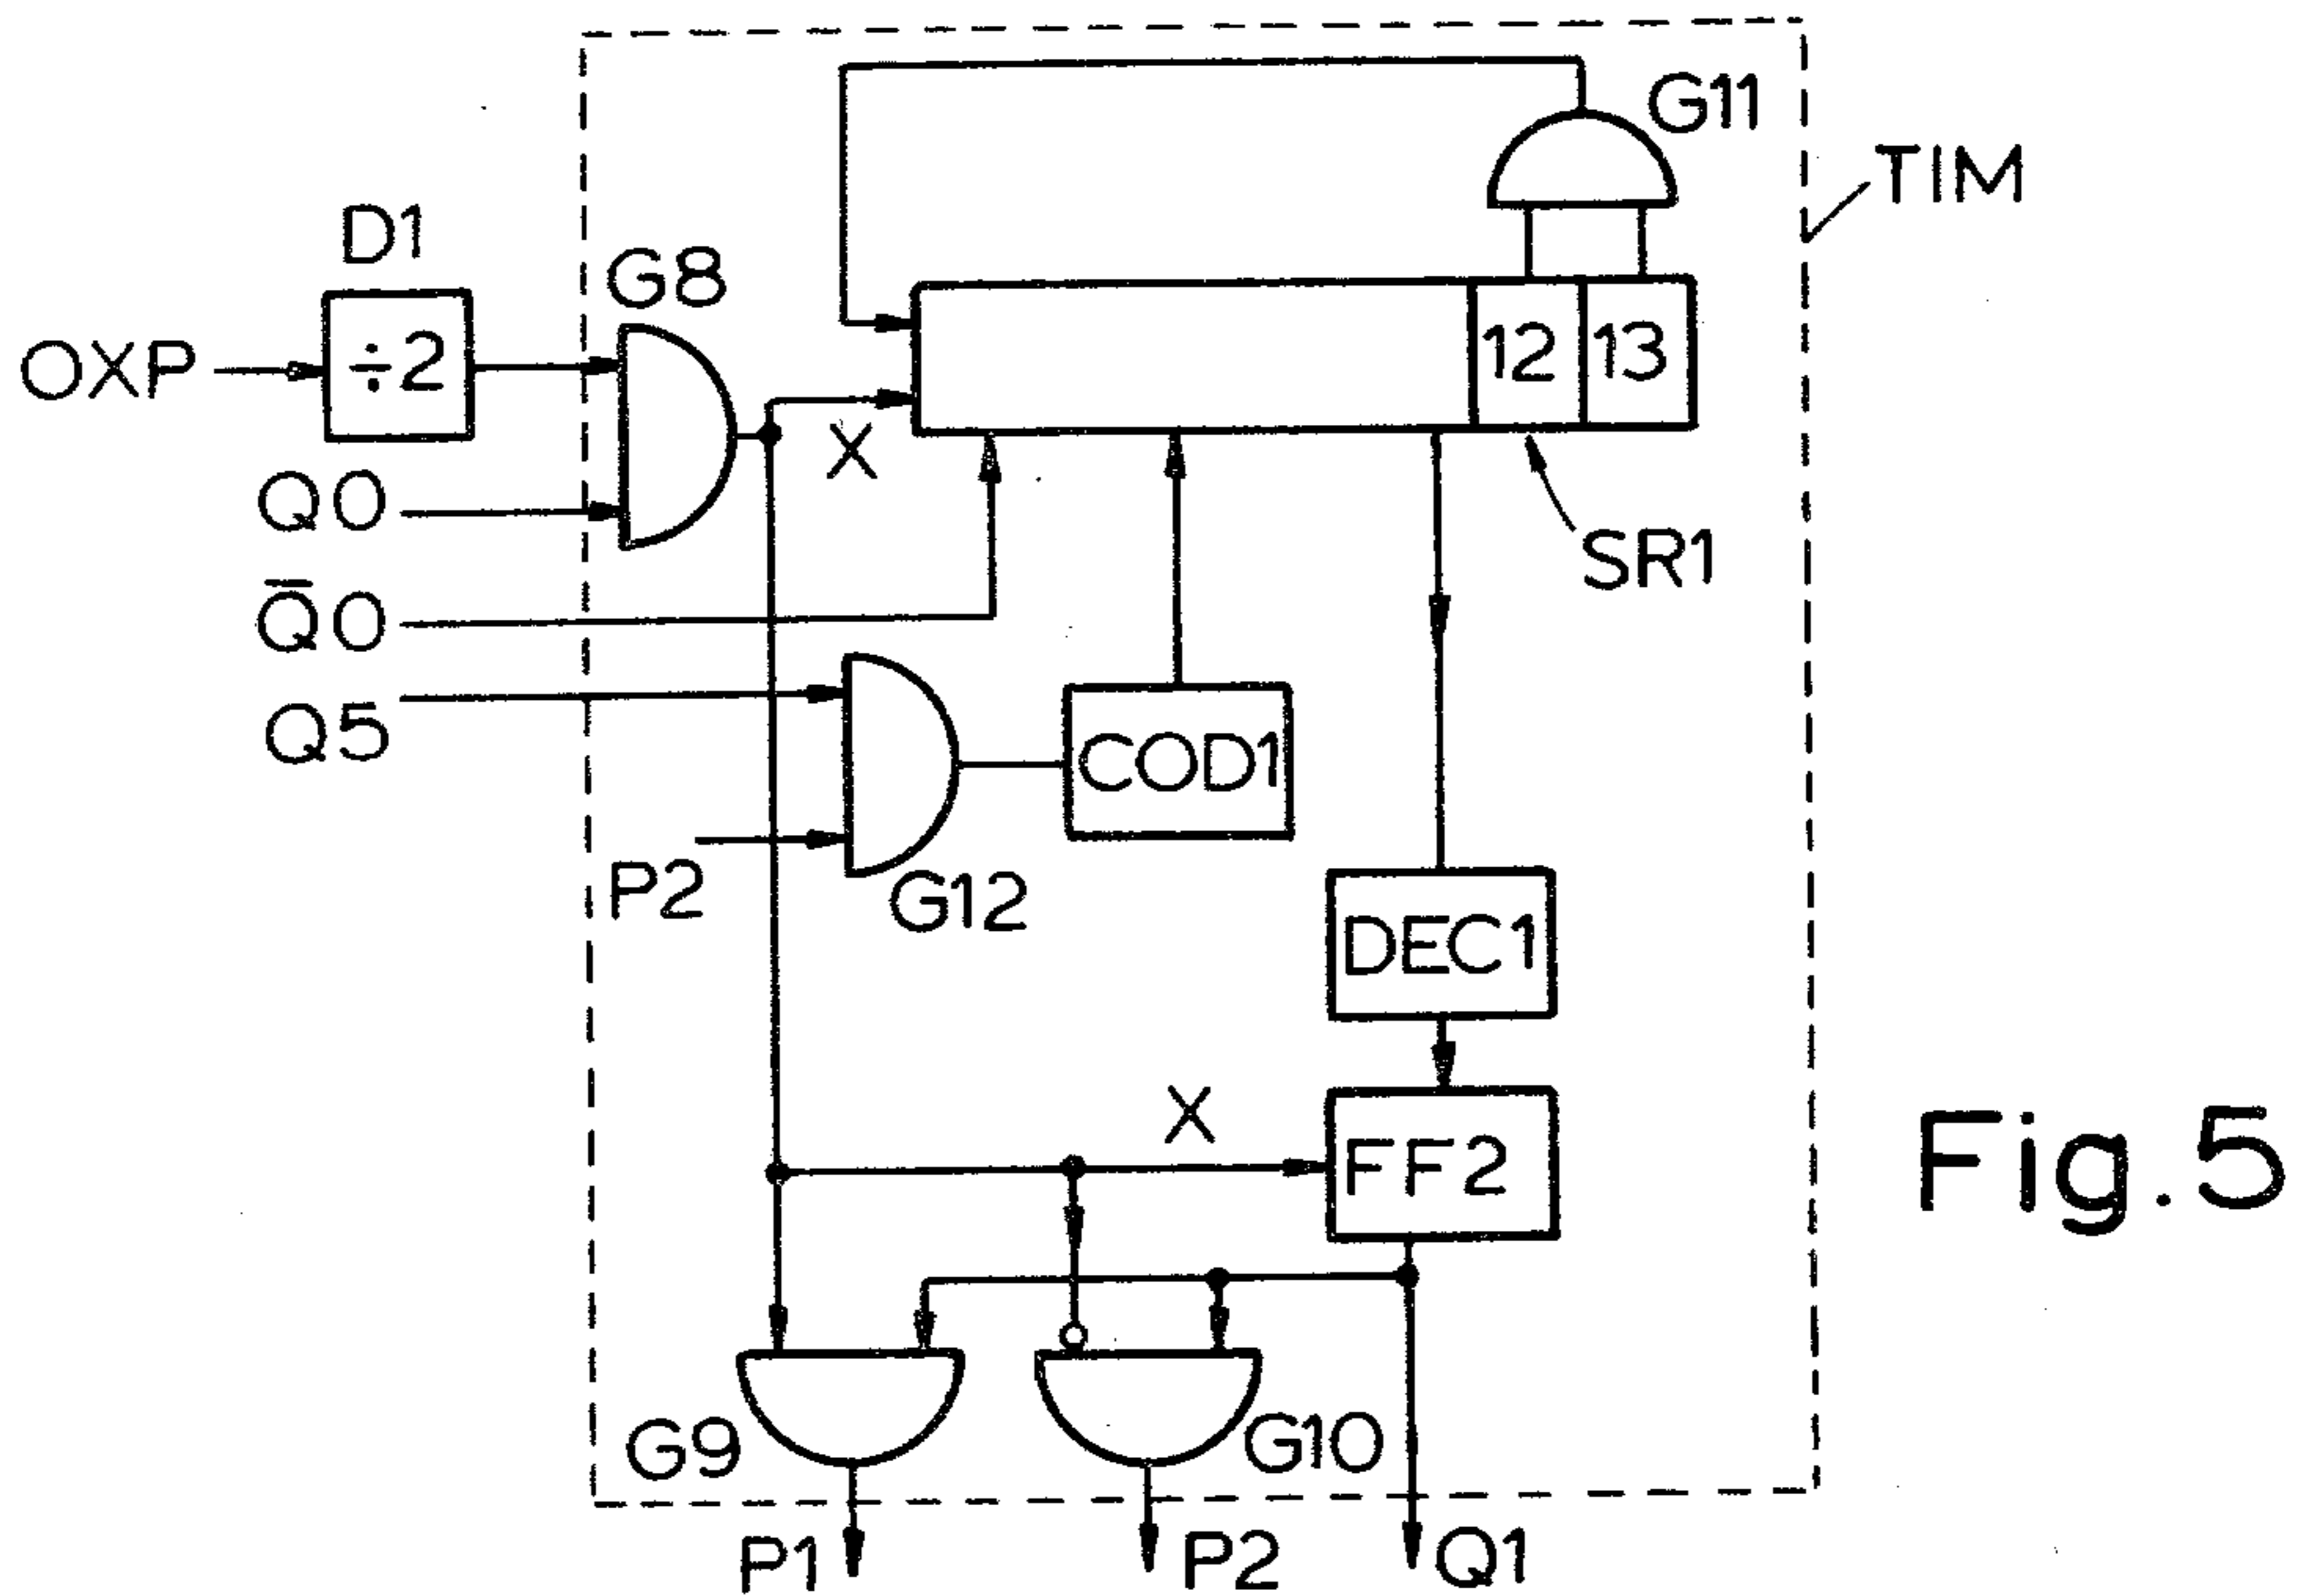 G11
TIM
D1
G8
OXP
÷2
12
13
X
Q0
SR1
Q̅0
Q5
COD1
P2
G12
DEC1
X
FF2
Fig.5
G9
G10
P1
P2
Q1